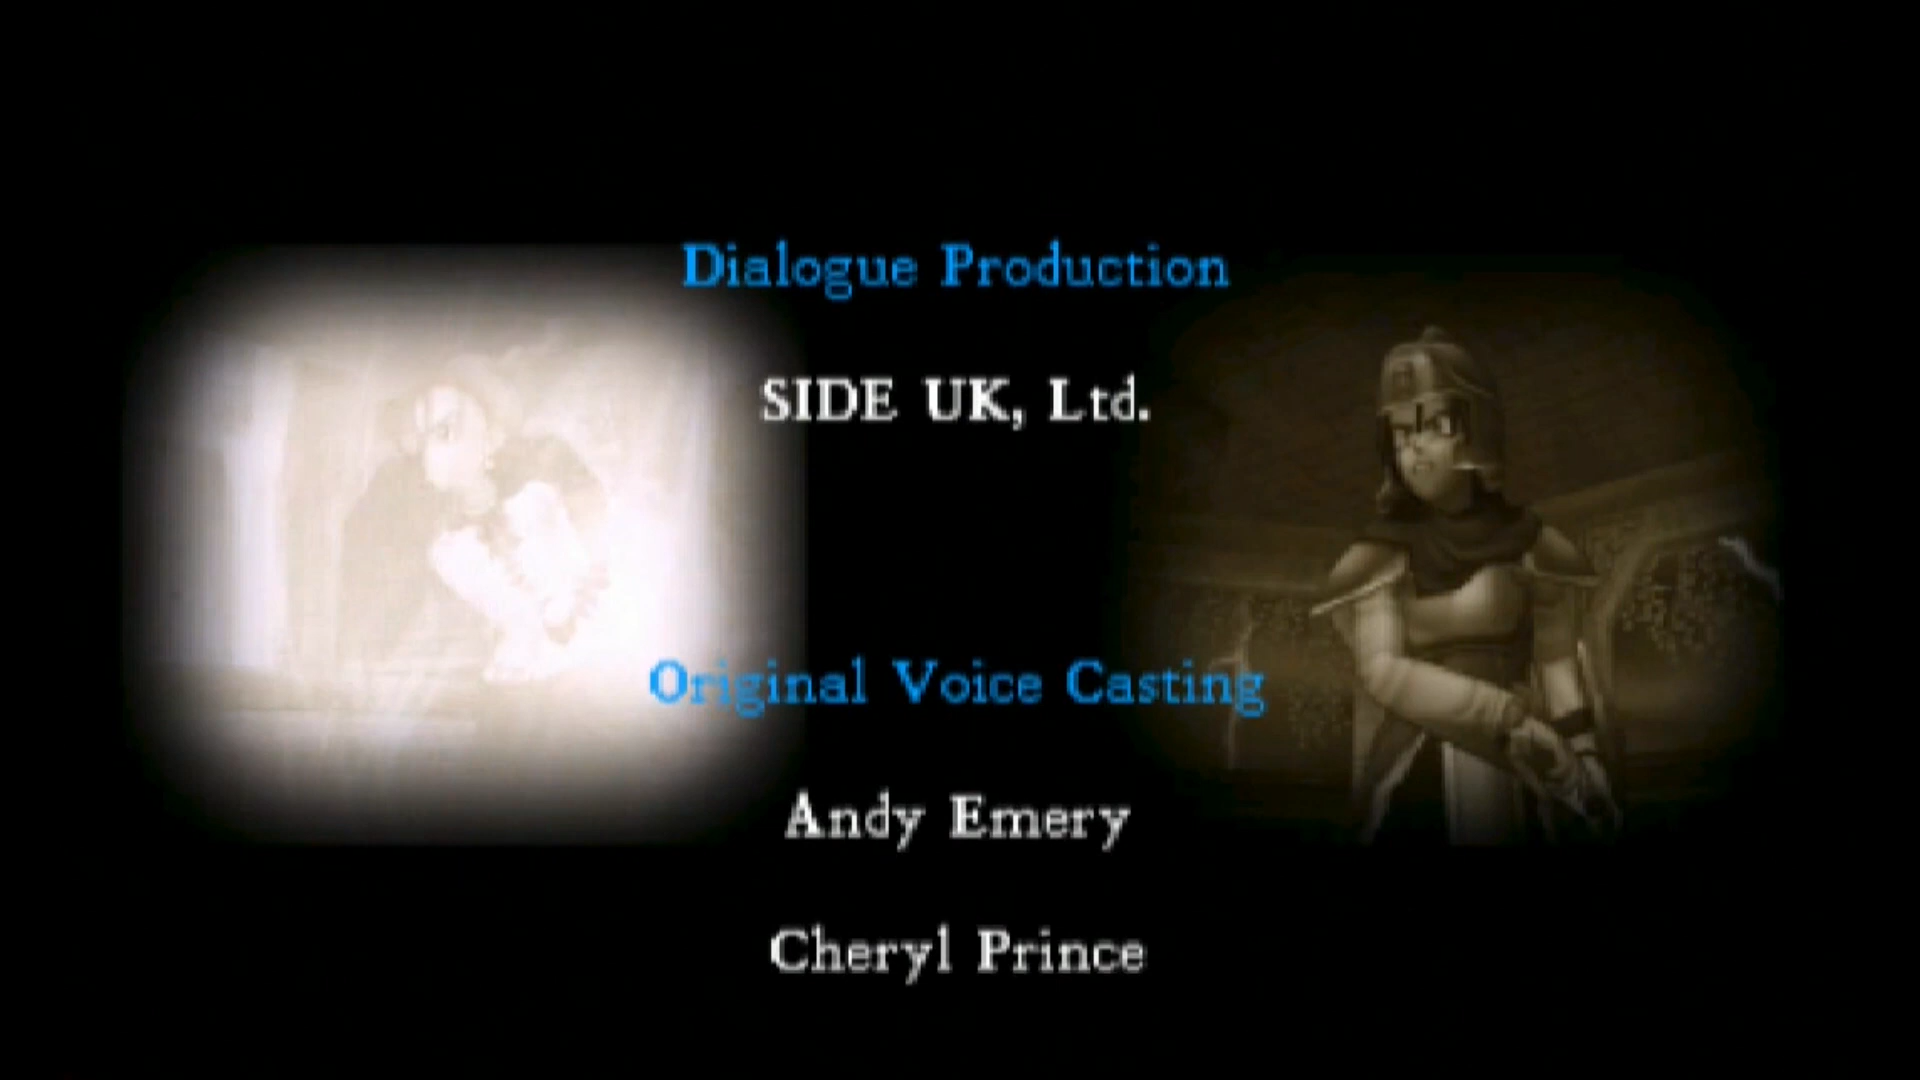 Dialogue Production
SIDE UK, Ltd.
Original Voice Casting
Andy Emery
Cheryl Prince